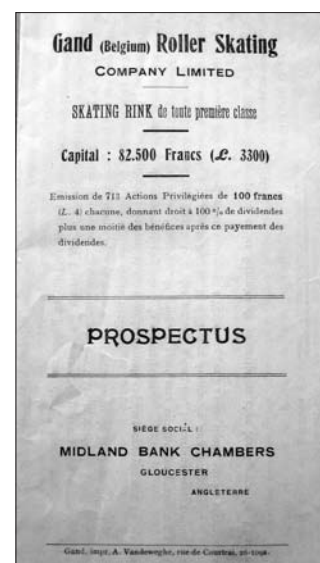 Gand (Belgium) Roller Skating
COMPANY LIMITED
SKATING RINK de toute première classe
Capital : 82.500 Francs (£. 3300)
Emission de 713 Actions Privilégiées de 100 francs
(£. 4) chacune, donnant droit à 100 % de dividendes
plus une moitié des bénéfices après ce payement des
dividendes.
PROSPECTUS
SIÈGE SOCIAL :
MIDLAND BANK CHAMBERS
GLOUCESTER
ANGLETERRE
Gand, impr. A. Vandeweghe, rue de Courtrai,